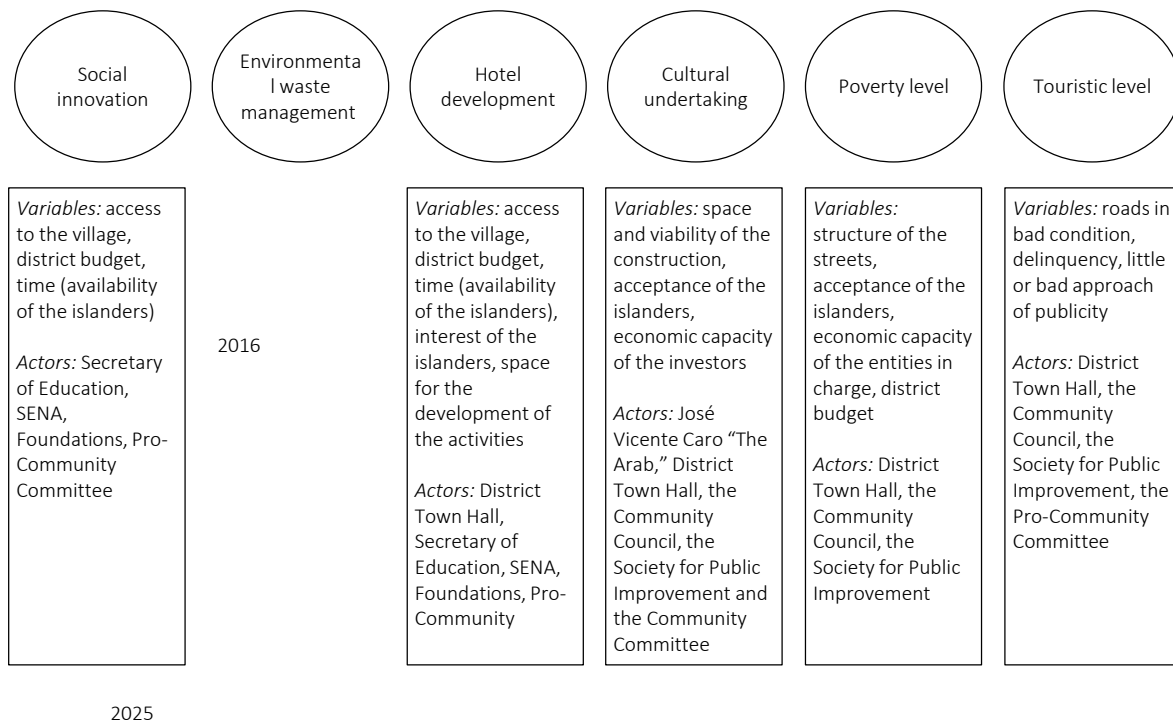 Social
innovation
Environmenta
l waste
management
Hotel
development
Cultural
undertaking
Poverty level
Touristic level
Variables: access
to the village,
district budget,
time (availability
of the islanders)
Actors: Secretary
of Education,
SENA,
Foundations, Pro-
Community
Committee
2016
Variables: access
to the village,
district budget,
time (availability
of the islanders),
interest of the
islanders, space
for the
development of
the activities
Actors: District
Town Hall,
Secretary of
Education, SENA,
Foundations, Pro-
Community
Variables: space
and viability of the
construction,
acceptance of the
islanders,
economic capacity
of the investors
Actors: José
Vicente Caro “The
Arab,” District
Town Hall, the
Community
Council, the
Society for Public
Improvement and
the Community
Committee
Variables:
structure of the
streets,
acceptance of the
islanders,
economic capacity
of the entities in
charge, district
budget
Actors: District
Town Hall, the
Community
Council, the
Society for Public
Improvement
Variables: roads in
bad condition,
delinquency, little
or bad approach
of publicity
Actors: District
Town Hall, the
Community
Council, the
Society for Public
Improvement, the
Pro-Community
Committee
2025